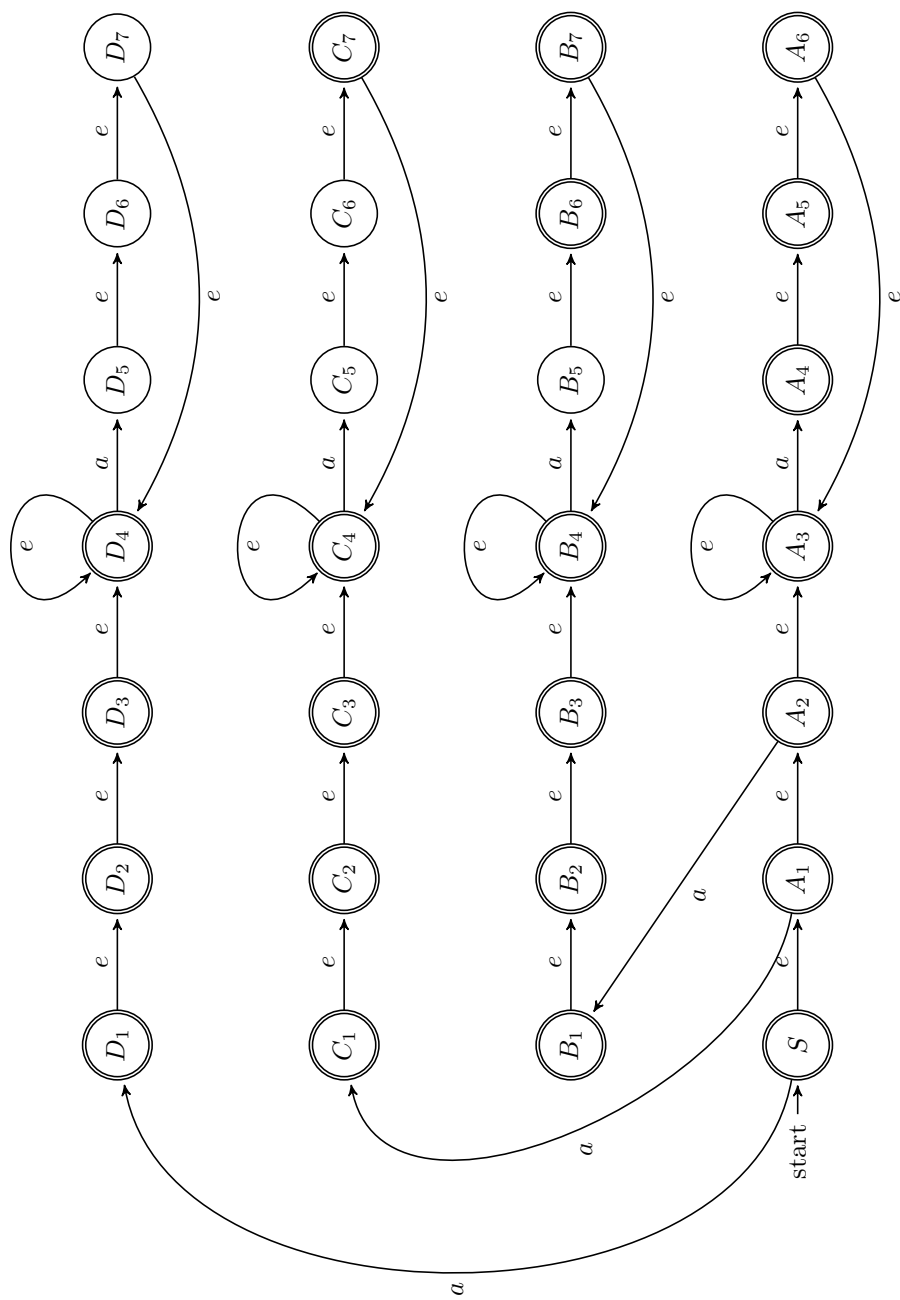 D₁ e D₂ e D₃ e D₄ a D₅ e D₆ e D₇
e e
C₁ e C₂ e C₃ e C₄ a C₅ e C₆ e C₇
e e
B₁ e B₂ e B₃ e B₄ a B₅ e B₆ e B₇
e e
start S e A₁ e A₂ e A₃ a A₄ e A₅ e A₆
e e
a
a
a